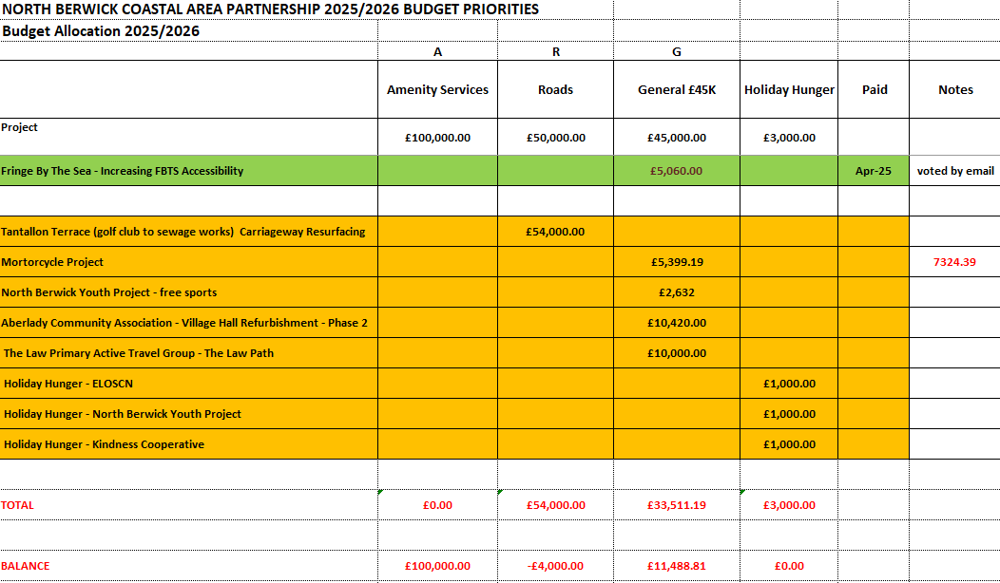 NORTH BERWICK COASTAL AREA PARTNERSHIP 2025/2026 BUDGET PRIORITIES
Budget Allocation 2025/2026
A R G
Amenity Services Roads General £45K Holiday Hunger Paid Notes
Project
£100,000.00 £50,000.00 £45,000.00 £3,000.00
Fringe By The Sea - Increasing FBTS Accessibility £5,060.00 Apr-25 voted by email
Tantallon Terrace (golf club to sewage works) Carriageway Resurfacing £54,000.00
Mortorcycle Project £5,399.19 7324.39
North Berwick Youth Project - free sports £2,632
Aberlady Community Association - Village Hall Refurbishment - Phase 2 £10,420.00
The Law Primary Active Travel Group - The Law Path £10,000.00
Holiday Hunger - ELOSCN £1,000.00
Holiday Hunger - North Berwick Youth Project £1,000.00
Holiday Hunger - Kindness Cooperative £1,000.00
TOTAL £0.00 £54,000.00 £33,511.19 £3,000.00
BALANCE £100,000.00 -£4,000.00 £11,488.81 £0.00